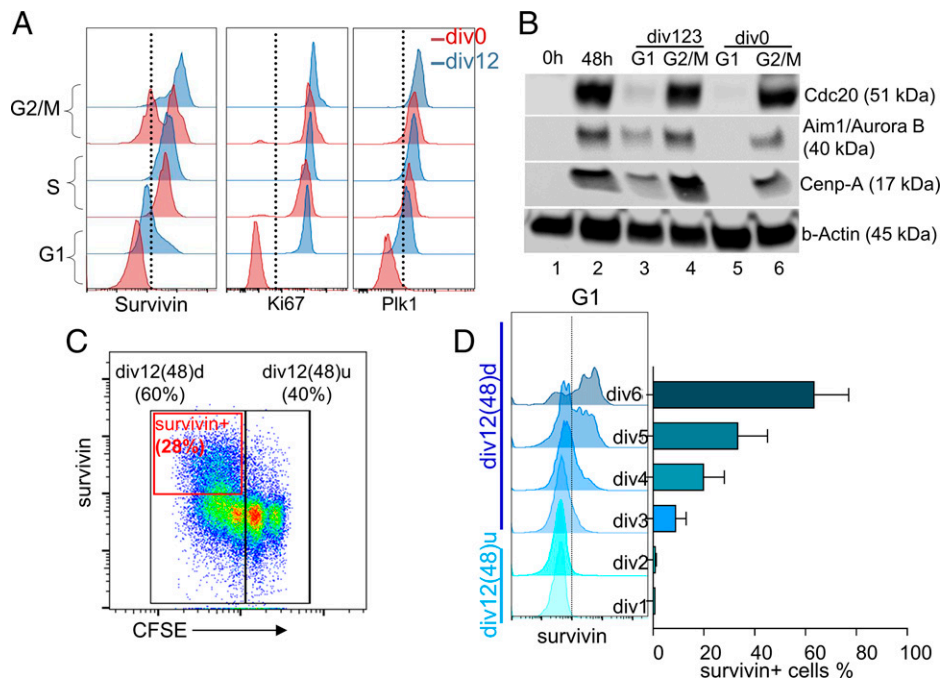 A
div0
div12
G2/M
S
G1
Survivin
Ki67
Plk1
B
div123
div0
0h 48h G1 G2/M G1 G2/M
Cdc20 (51 kDa)
Aim1/Aurora B
(40 kDa)
Cenp-A (17 kDa)
b-Actin (45 kDa)
1 2 3 4 5 6
C
div12(48)d
(60%)
div12(48)u
(40%)
survivin+
(28%)
survivin
CFSE
D
G1
div12(48)d
div12(48)u
div6
div5
div4
div3
div2
div1
survivin
0 20 40 60 80 100
survivin+ cells %